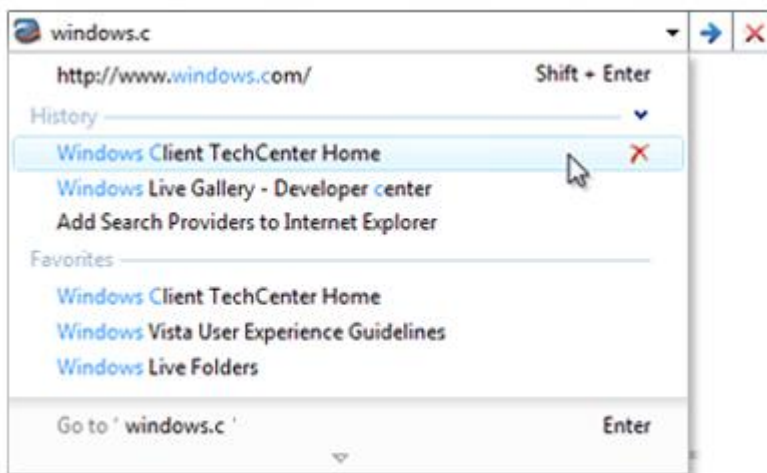 windows.c
http://www.windows.com/ Shift + Enter
History
Windows Client TechCenter Home
Windows Live Gallery - Developer center
Add Search Providers to Internet Explorer
Favorites
Windows Client TechCenter Home
Windows Vista User Experience Guidelines
Windows Live Folders
Go to ' windows.c ' Enter